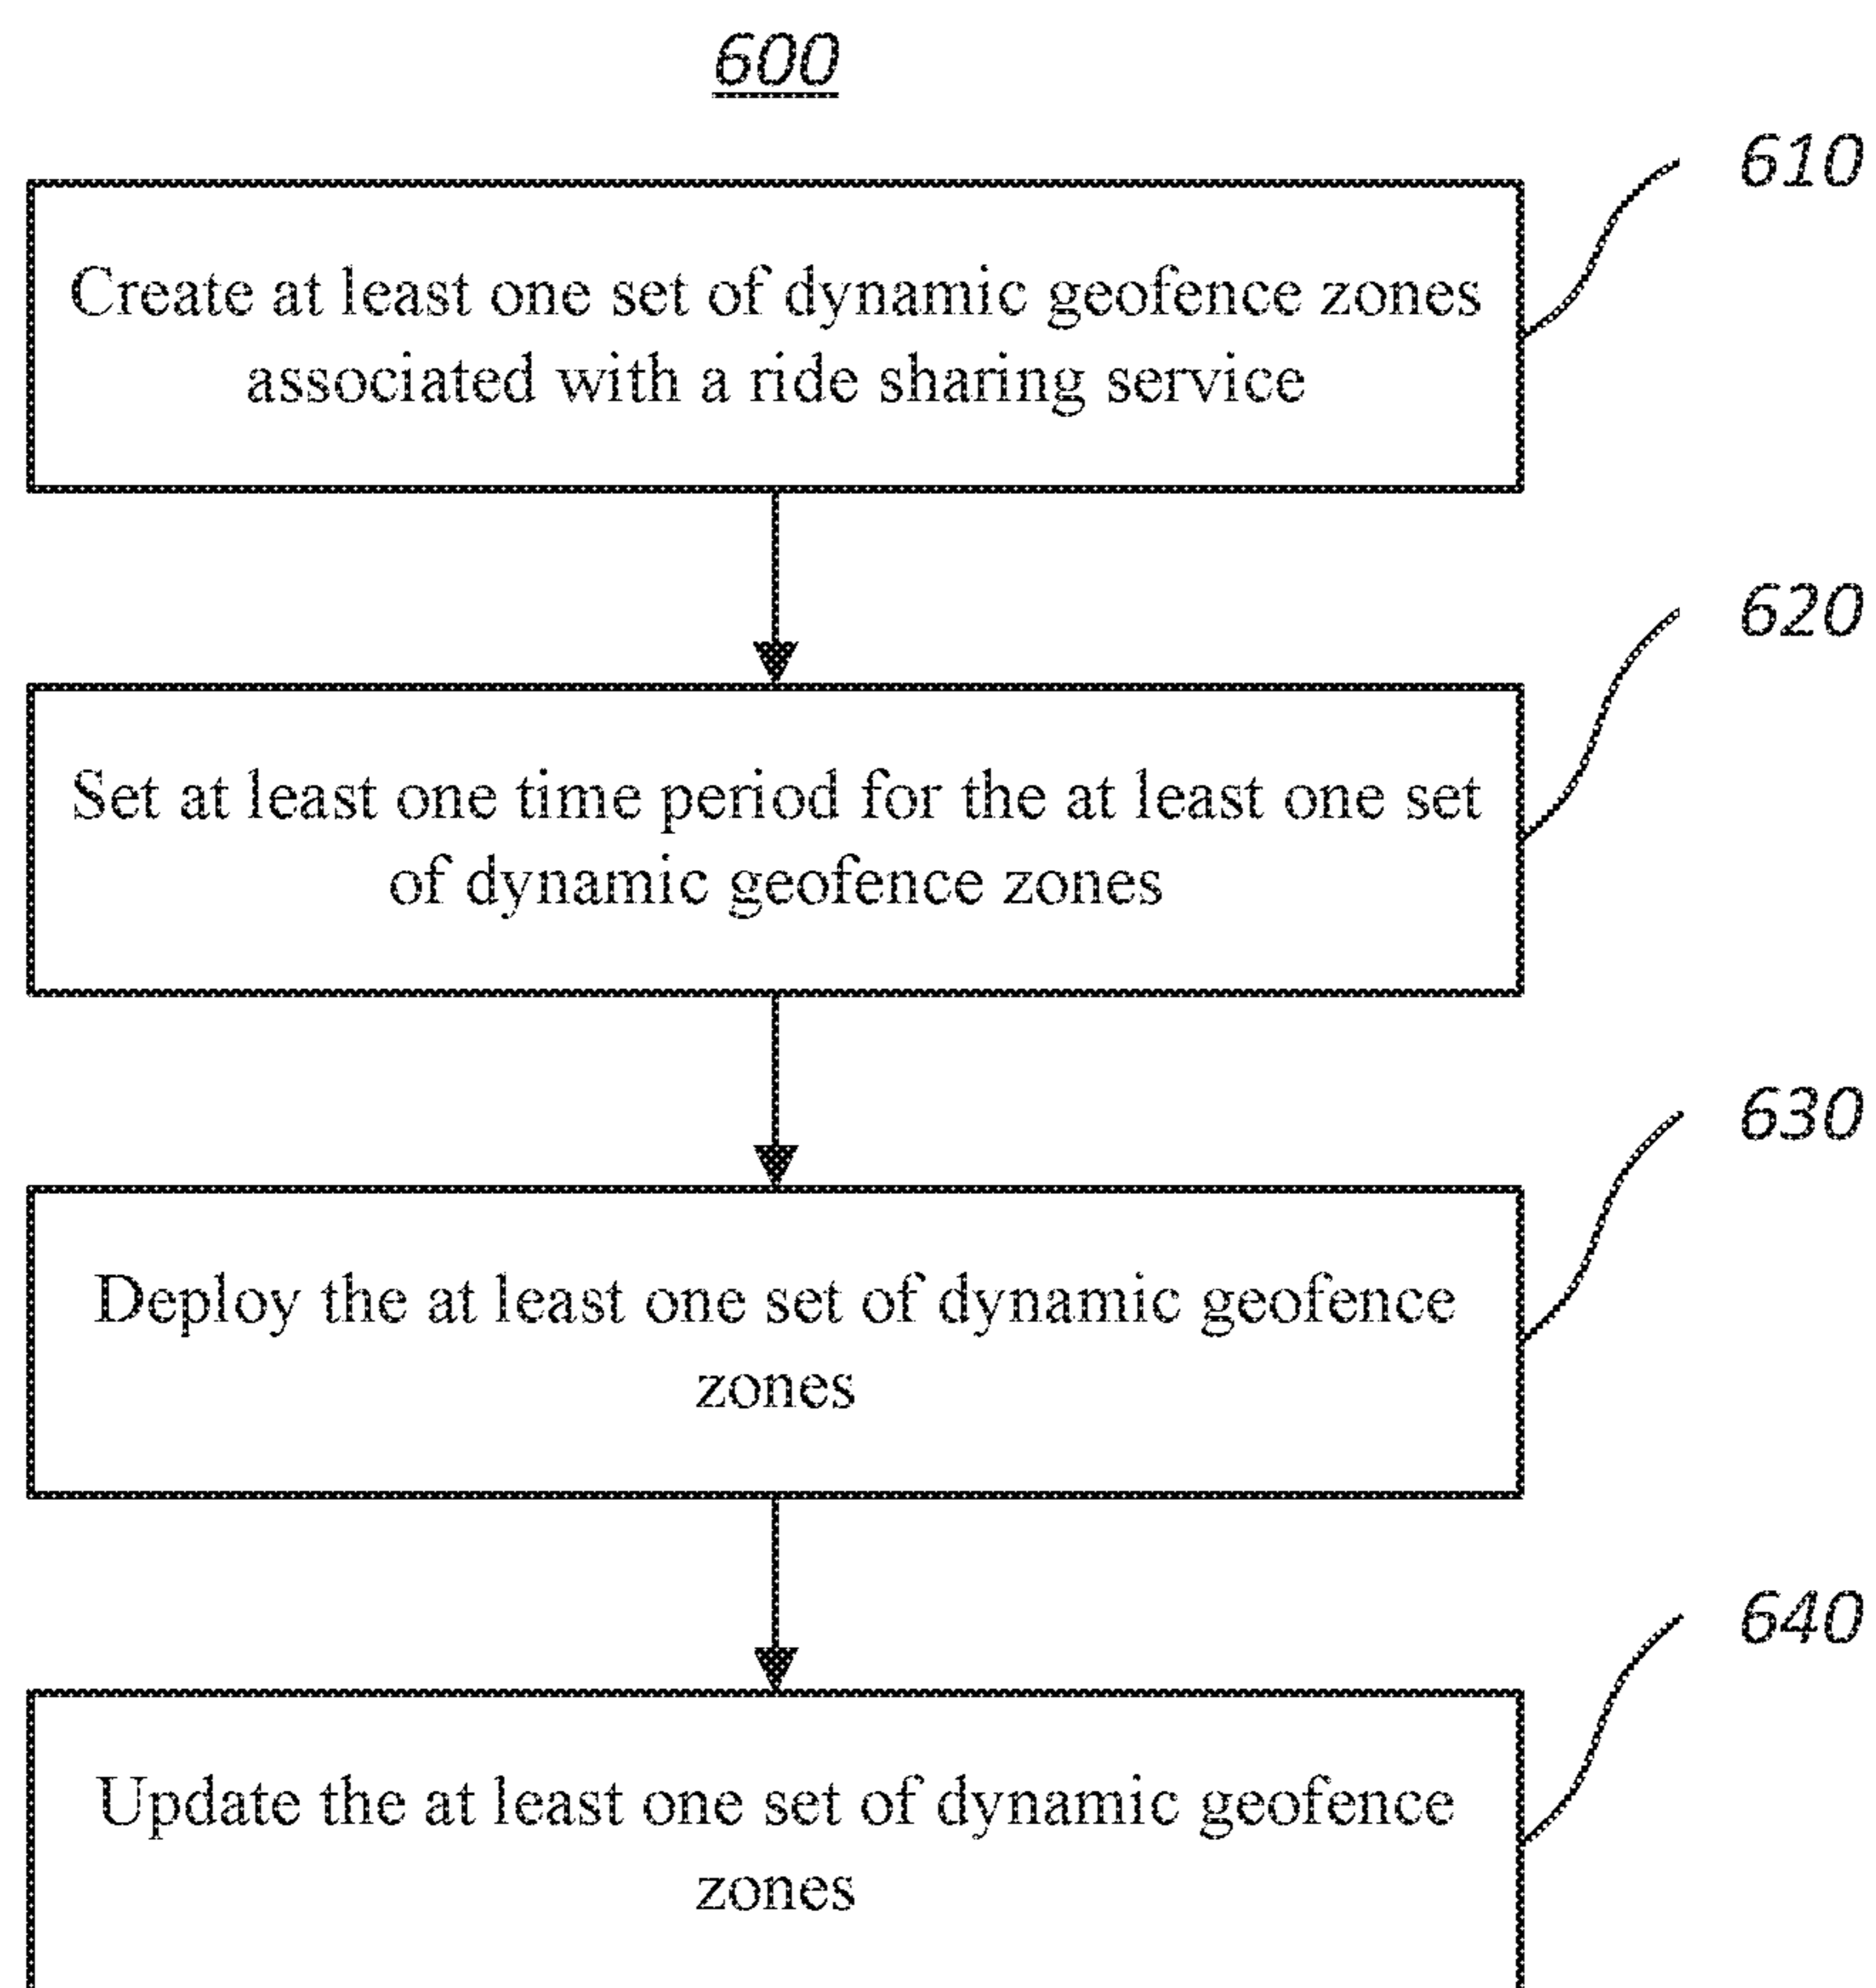 600
610
Create at least one set of dynamic geofence zones
associated with a ride sharing service
620
Set at least one time period for the at least one set
of dynamic geofence zones
630
Deploy the at least one set of dynamic geofence
zones
640
Update the at least one set of dynamic geofence
zones